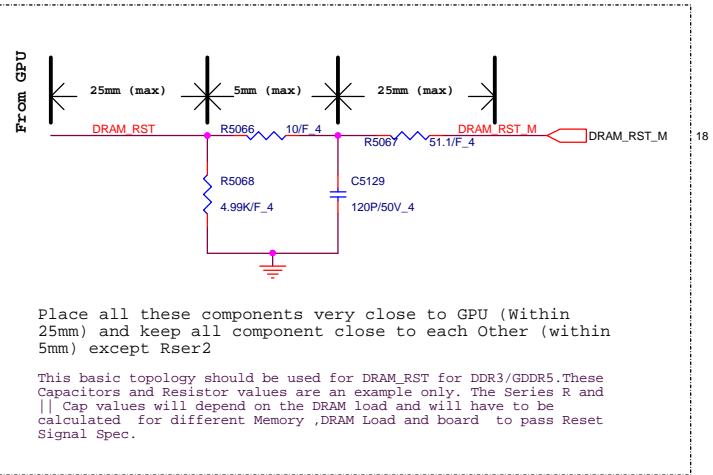 From GPU
25mm (max)
5mm (max)
25mm (max)
DRAM_RST
R5066
10/F_4
R5067
51.1/F_4
DRAM_RST_M
DRAM_RST_M
18
R5068
4.99K/F_4
C5129
120P/50V_4
Place all these components very close to GPU (Within
25mm) and keep all component close to each Other (within
5mm) except Rser2
This basic topology should be used for DRAM_RST for DDR3/GDDR5.These
Capacitors and Resistor values are an example only. The Series R and
|| Cap values will depend on the DRAM load and will have to be
calculated for different Memory ,DRAM Load and board to pass Reset
Signal Spec.